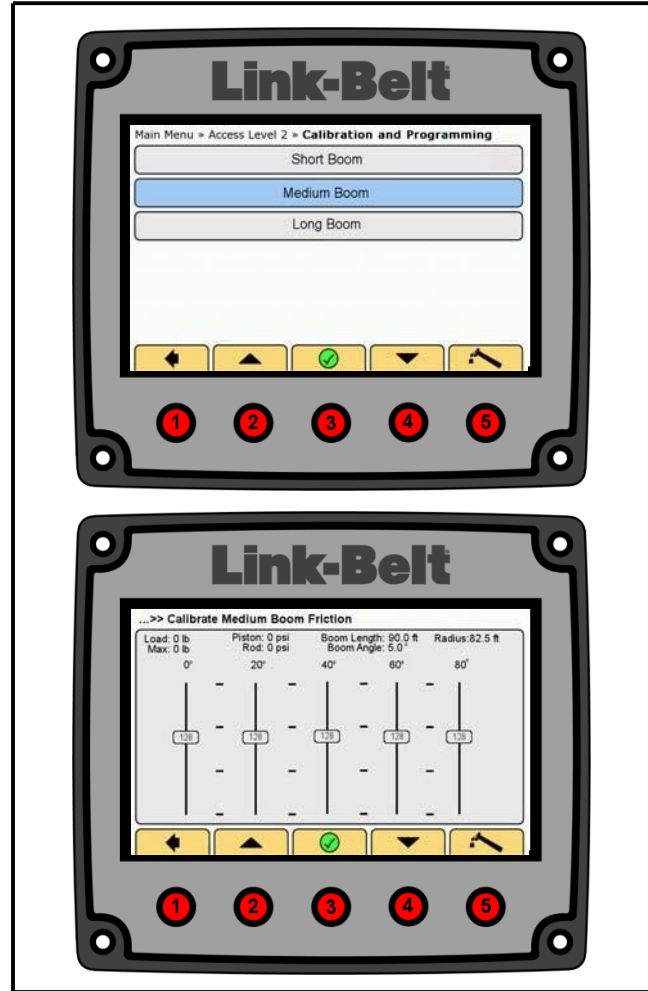 Link-Belt
Main Menu » Access Level 2 » Calibration and Programming
Short Boom
Medium Boom
Long Boom
1 2 3 4 5
Link-Belt
...>> Calibrate Medium Boom Friction
Load: 0 lb Piston: 0 psi Boom Length: 90.0 ft Radius:82.5 ft
Max: 0 lb Rod: 0 psi Boom Angle: 5.0°
0° 20° 40° 60° 80°
128 128 128 128 128
1 2 3 4 5